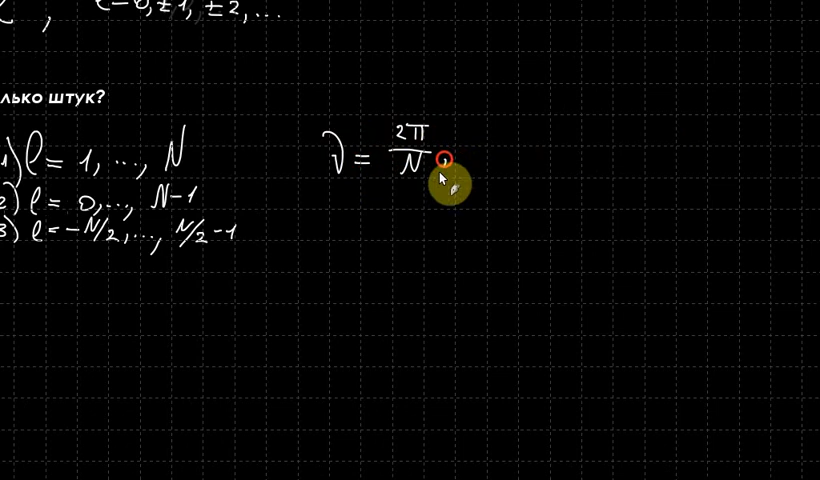 l = 0, ±1, ±2, ...
лько штук?
1) l = 1, ..., N
2) l = 0, ..., N-1
3) l = -N/2, ..., N/2 -1
= 2π/N ,